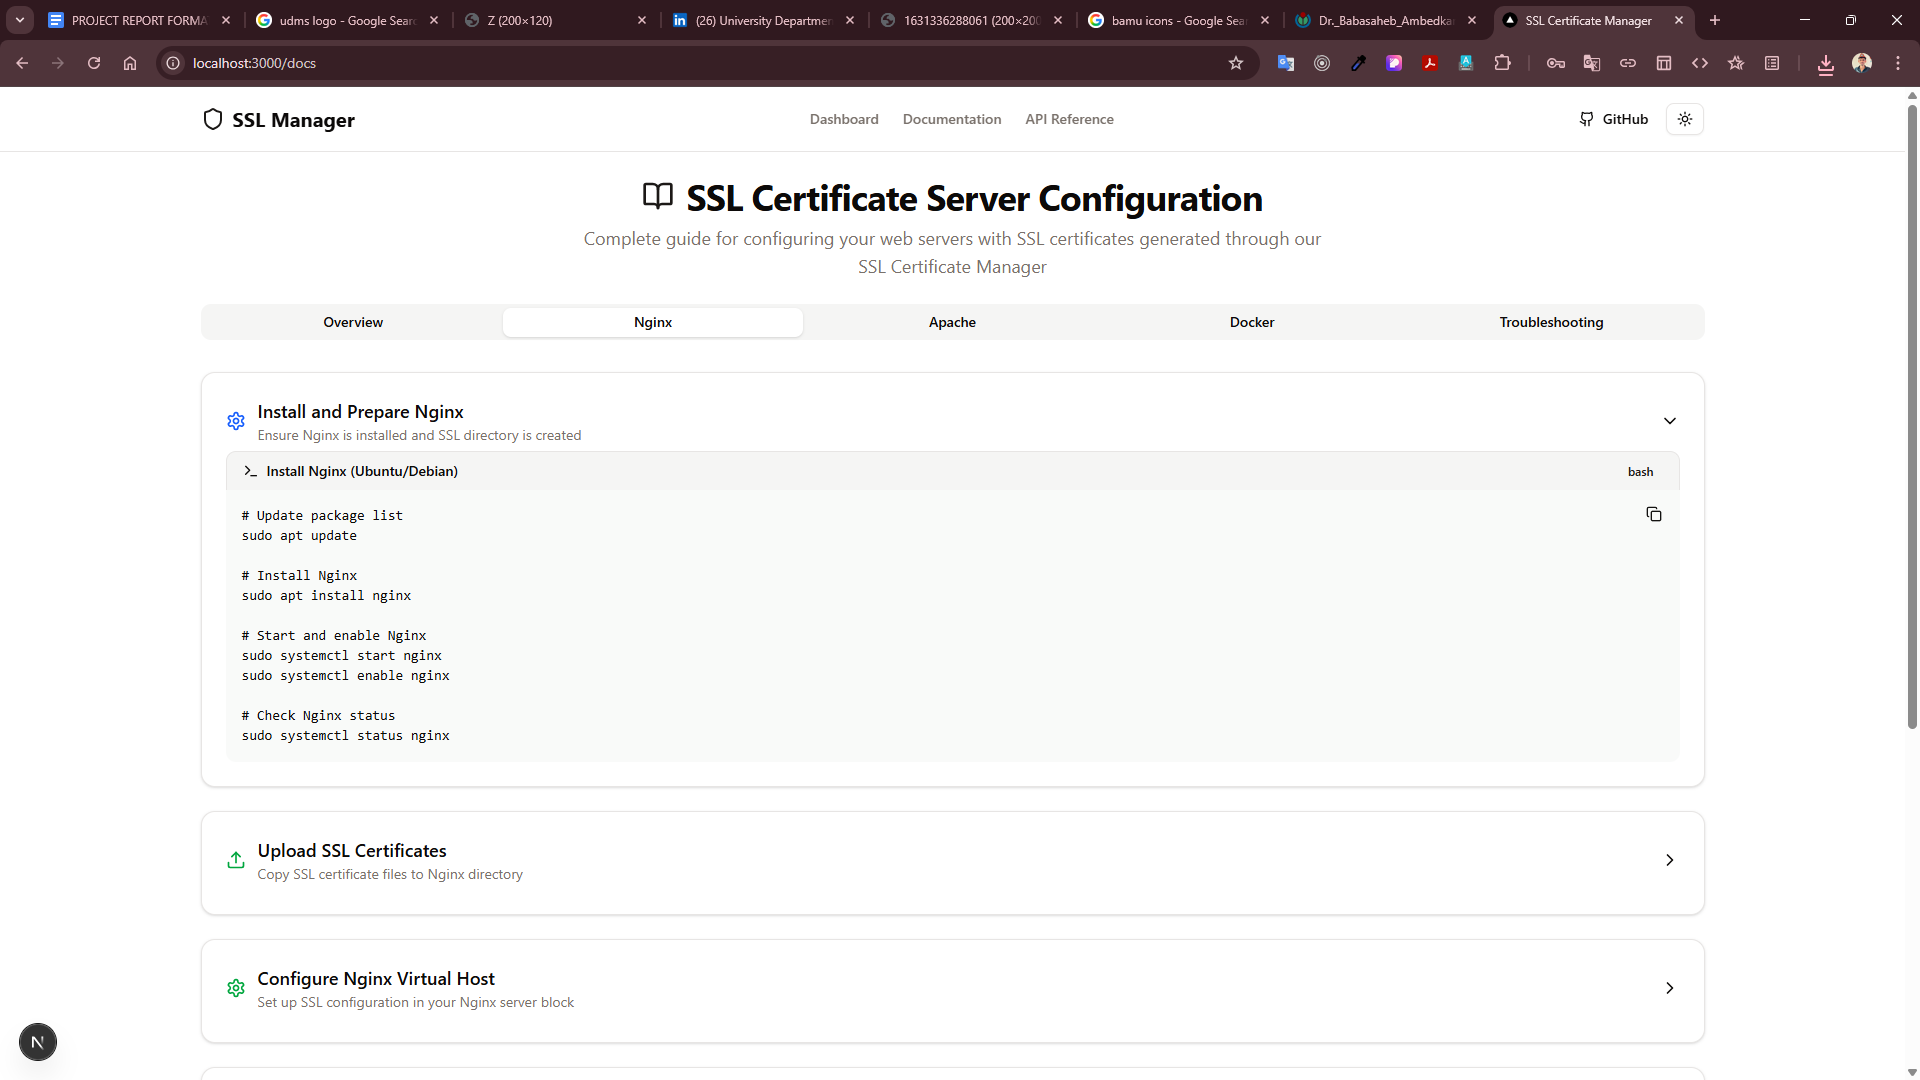 PROJECT REPORT FORMA
udms logo - Google Sear
Z (200×120)
(26) University Departmen
1631336288061 (200×200
bamu icons - Google Sea
Dr._Babasaheb_Ambedka
SSL Certificate Manager
localhost:3000/docs
SSL Manager
Dashboard
Documentation
API Reference
GitHub
SSL Certificate Server Configuration
Complete guide for configuring your web servers with SSL certificates generated through our
SSL Certificate Manager
Overview
Nginx
Apache
Docker
Troubleshooting
Install and Prepare Nginx
Ensure Nginx is installed and SSL directory is created
>_ Install Nginx (Ubuntu/Debian)
bash
# Update package list
sudo apt update
# Install Nginx
sudo apt install nginx
# Start and enable Nginx
sudo systemctl start nginx
sudo systemctl enable nginx
# Check Nginx status
sudo systemctl status nginx
Upload SSL Certificates
Copy SSL certificate files to Nginx directory
Configure Nginx Virtual Host
Set up SSL configuration in your Nginx server block
N